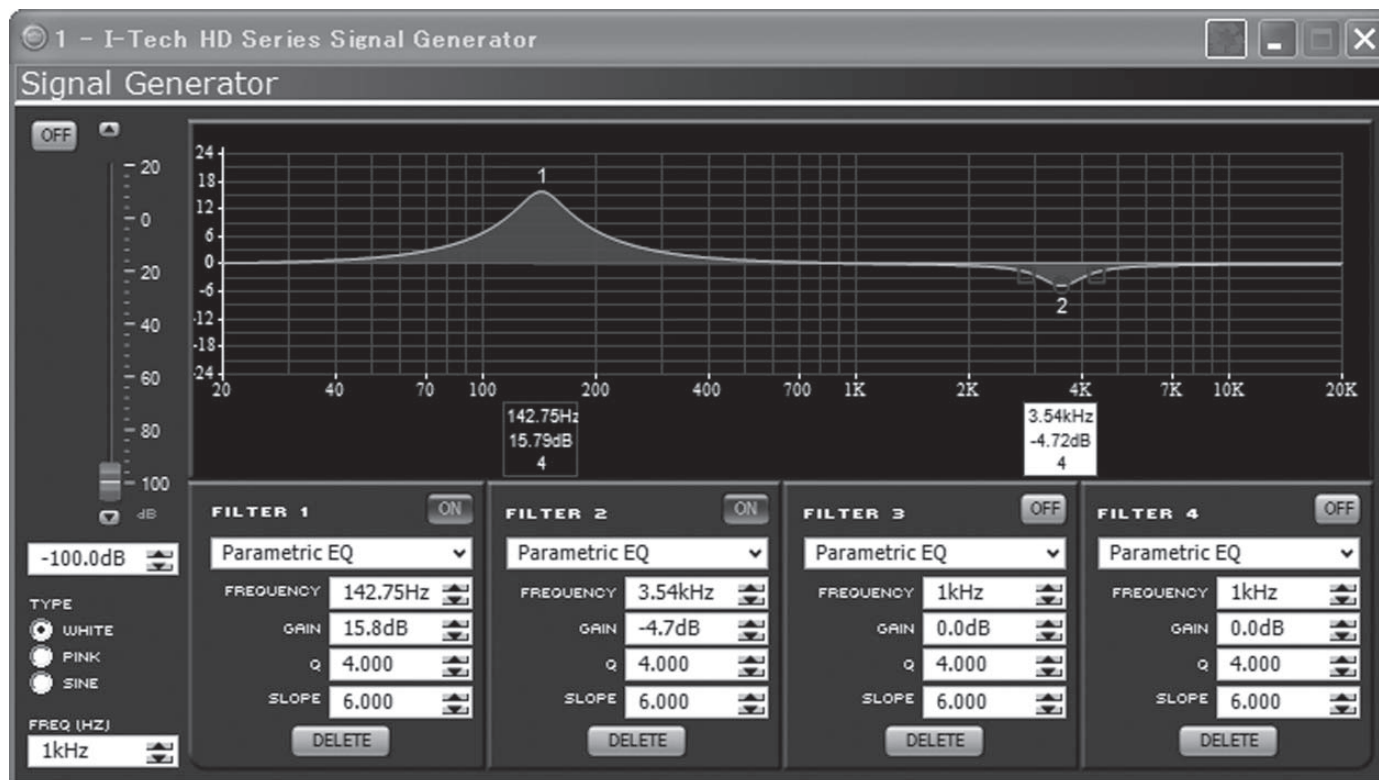 1 - I-Tech HD Series Signal Generator
Signal Generator
OFF
20
0
20
40
60
80
100
dB
-100.0dB
TYPE
WHITE
PINK
SINE
FREQ (HZ)
1kHz
24
18
12
6
0
-6
-12
-18
-24
20 40 70 100 200 400 700 1K 2K 4K 7K 10K 20K
1
2
142.75Hz
15.79dB
4
3.54kHz
-4.72dB
4
FILTER 1 ON
Parametric EQ
FREQUENCY 142.75Hz
GAIN 15.8dB
Q 4.000
SLOPE 6.000
DELETE
FILTER 2 ON
Parametric EQ
FREQUENCY 3.54kHz
GAIN -4.7dB
Q 4.000
SLOPE 6.000
DELETE
FILTER 3 OFF
Parametric EQ
FREQUENCY 1kHz
GAIN 0.0dB
Q 4.000
SLOPE 6.000
DELETE
FILTER 4 OFF
Parametric EQ
FREQUENCY 1kHz
GAIN 0.0dB
Q 4.000
SLOPE 6.000
DELETE